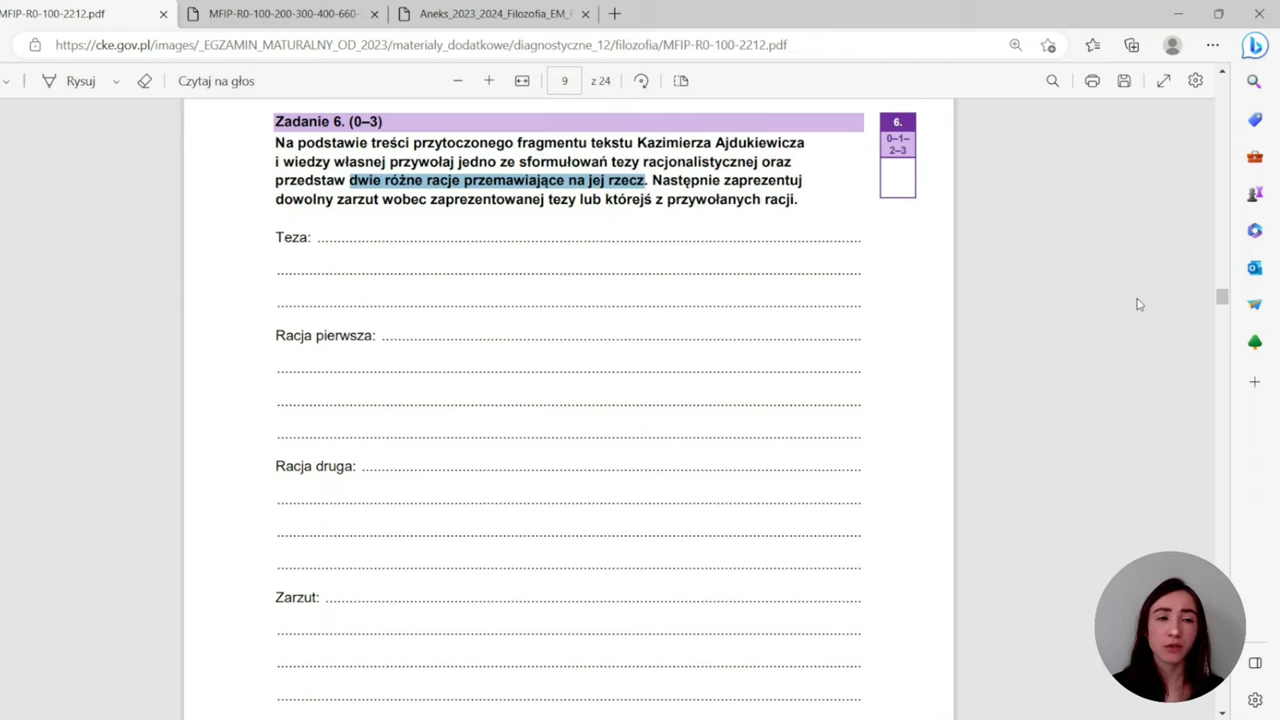 MFIP-R0-100-2212.pdf
MFIP-R0-100-200-300-400-660-
Aneks_2023_2024_Filozofia_EM_
https://cke.gov.pl/images/_EGZAMIN_MATURALNY_OD_2023/materialy_dodatkowe/diagnostyczne_12/filozofia/MFIP-R0-100-2212.pdf
Rysuj
Czytaj na głos
9
z 24
Zadanie 6. (0–3)
6.
0–1–
2–3
Na podstawie treści przytoczonego fragmentu tekstu Kazimierza Ajdukiewicza
i wiedzy własnej przywołaj jedno ze sformułowań tezy racjonalistycznej oraz
przedstaw dwie różne racje przemawiające na jej rzecz. Następnie zaprezentuj
dowolny zarzut wobec zaprezentowanej tezy lub którejś z przywołanych racji.
Teza:
Racja pierwsza:
Racja druga:
Zarzut: